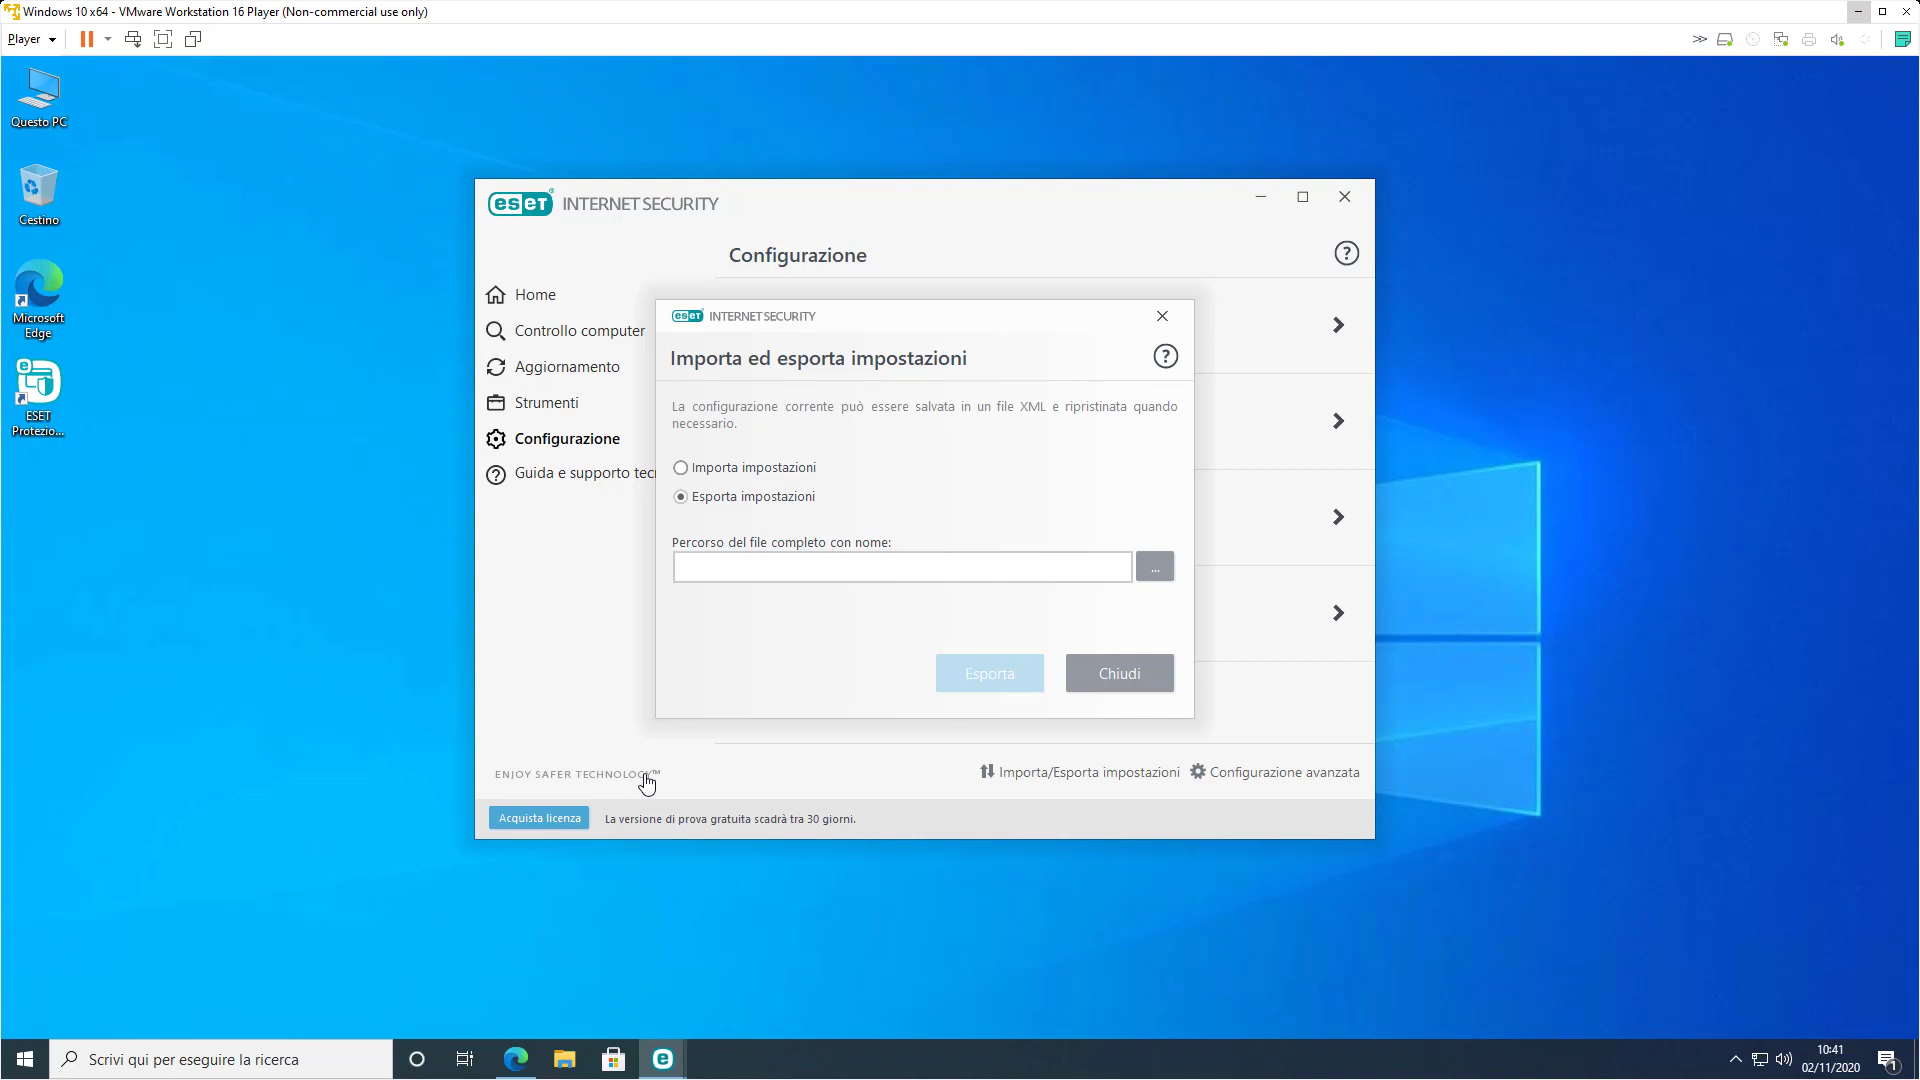 Windows 10 x64 - VMware Workstation 16 Player (Non-commercial use only)
Player
Questo PC
Cestino
Microsoft
Edge
ESET
Protezio...
eset INTERNET SECURITY
Configurazione
Home
Controllo computer
Aggiornamento
Strumenti
Configurazione
Guida e supporto tec
eset INTERNET SECURITY
Importa ed esporta impostazioni
La configurazione corrente può essere salvata in un file XML e ripristinata quando
necessario.
Importa impostazioni
Esporta impostazioni
Percorso del file completo con nome:
...
Esporta
Chiudi
ENJOY SAFER TECHNOLOGY™
Importa/Esporta impostazioni
Configurazione avanzata
Acquista licenza
La versione di prova gratuita scadrà tra 30 giorni.
Scrivi qui per eseguire la ricerca
10:41
02/11/2020
1